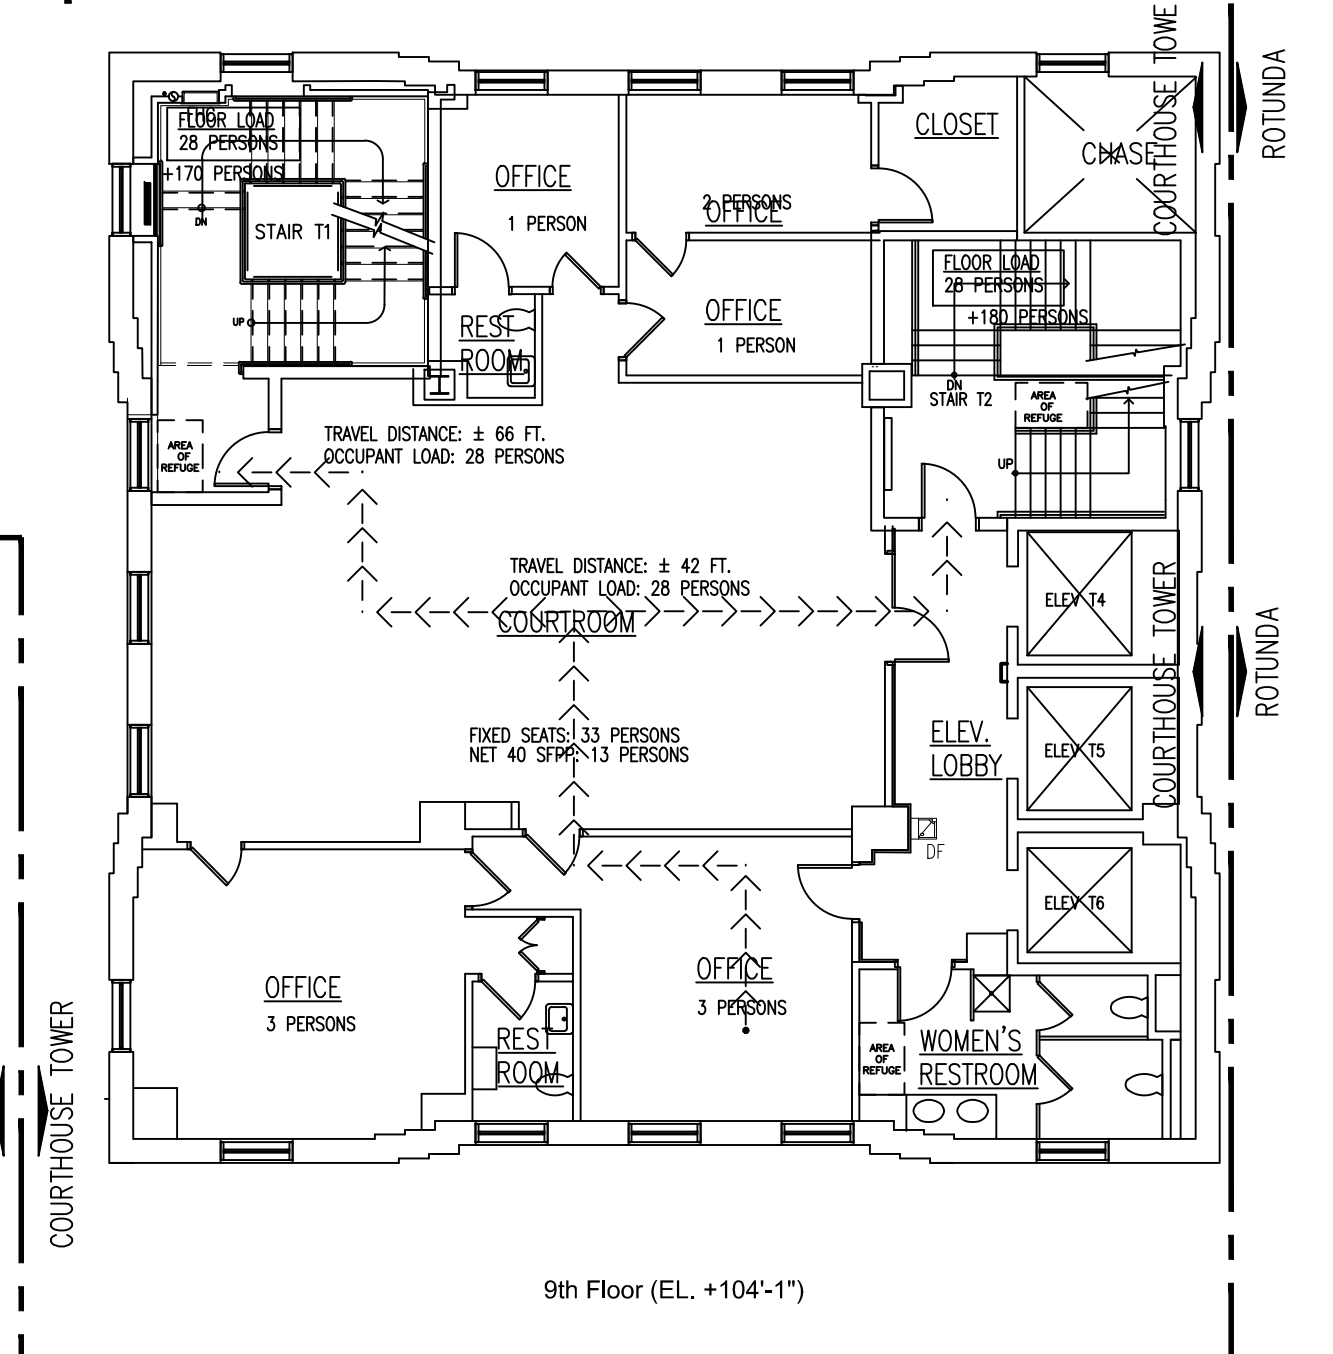 COURTHOUSE TOWE
ROTUNDA
FHC
FLOOR LOAD
28 PERSONS
+170 PERSONS
DN
STAIR T1
UP
OFFICE
1 PERSON
2 PERSONS
OFFICE
CLOSET
CHASE
FLOOR LOAD
28 PERSONS
+180 PERSONS
OFFICE
1 PERSON
REST
ROOM
DN
STAIR T2
AREA
OF
REFUGE
UP
AREA
OF
REFUGE
TRAVEL DISTANCE: ± 66 FT.
OCCUPANT LOAD: 28 PERSONS
TRAVEL DISTANCE: ± 42 FT.
OCCUPANT LOAD: 28 PERSONS
COURTROOM
ELEV T4
COURTHOUSE TOWER
ROTUNDA
FIXED SEATS: 33 PERSONS
NET 40 SFPP: 13 PERSONS
ELEV.
LOBBY
ELEV T5
DF
ELEV T6
OFFICE
3 PERSONS
OFFICE
3 PERSONS
REST
ROOM
AREA
OF
REFUGE
WOMEN'S
RESTROOM
COURTHOUSE TOWER
9th Floor (EL. +104'-1")